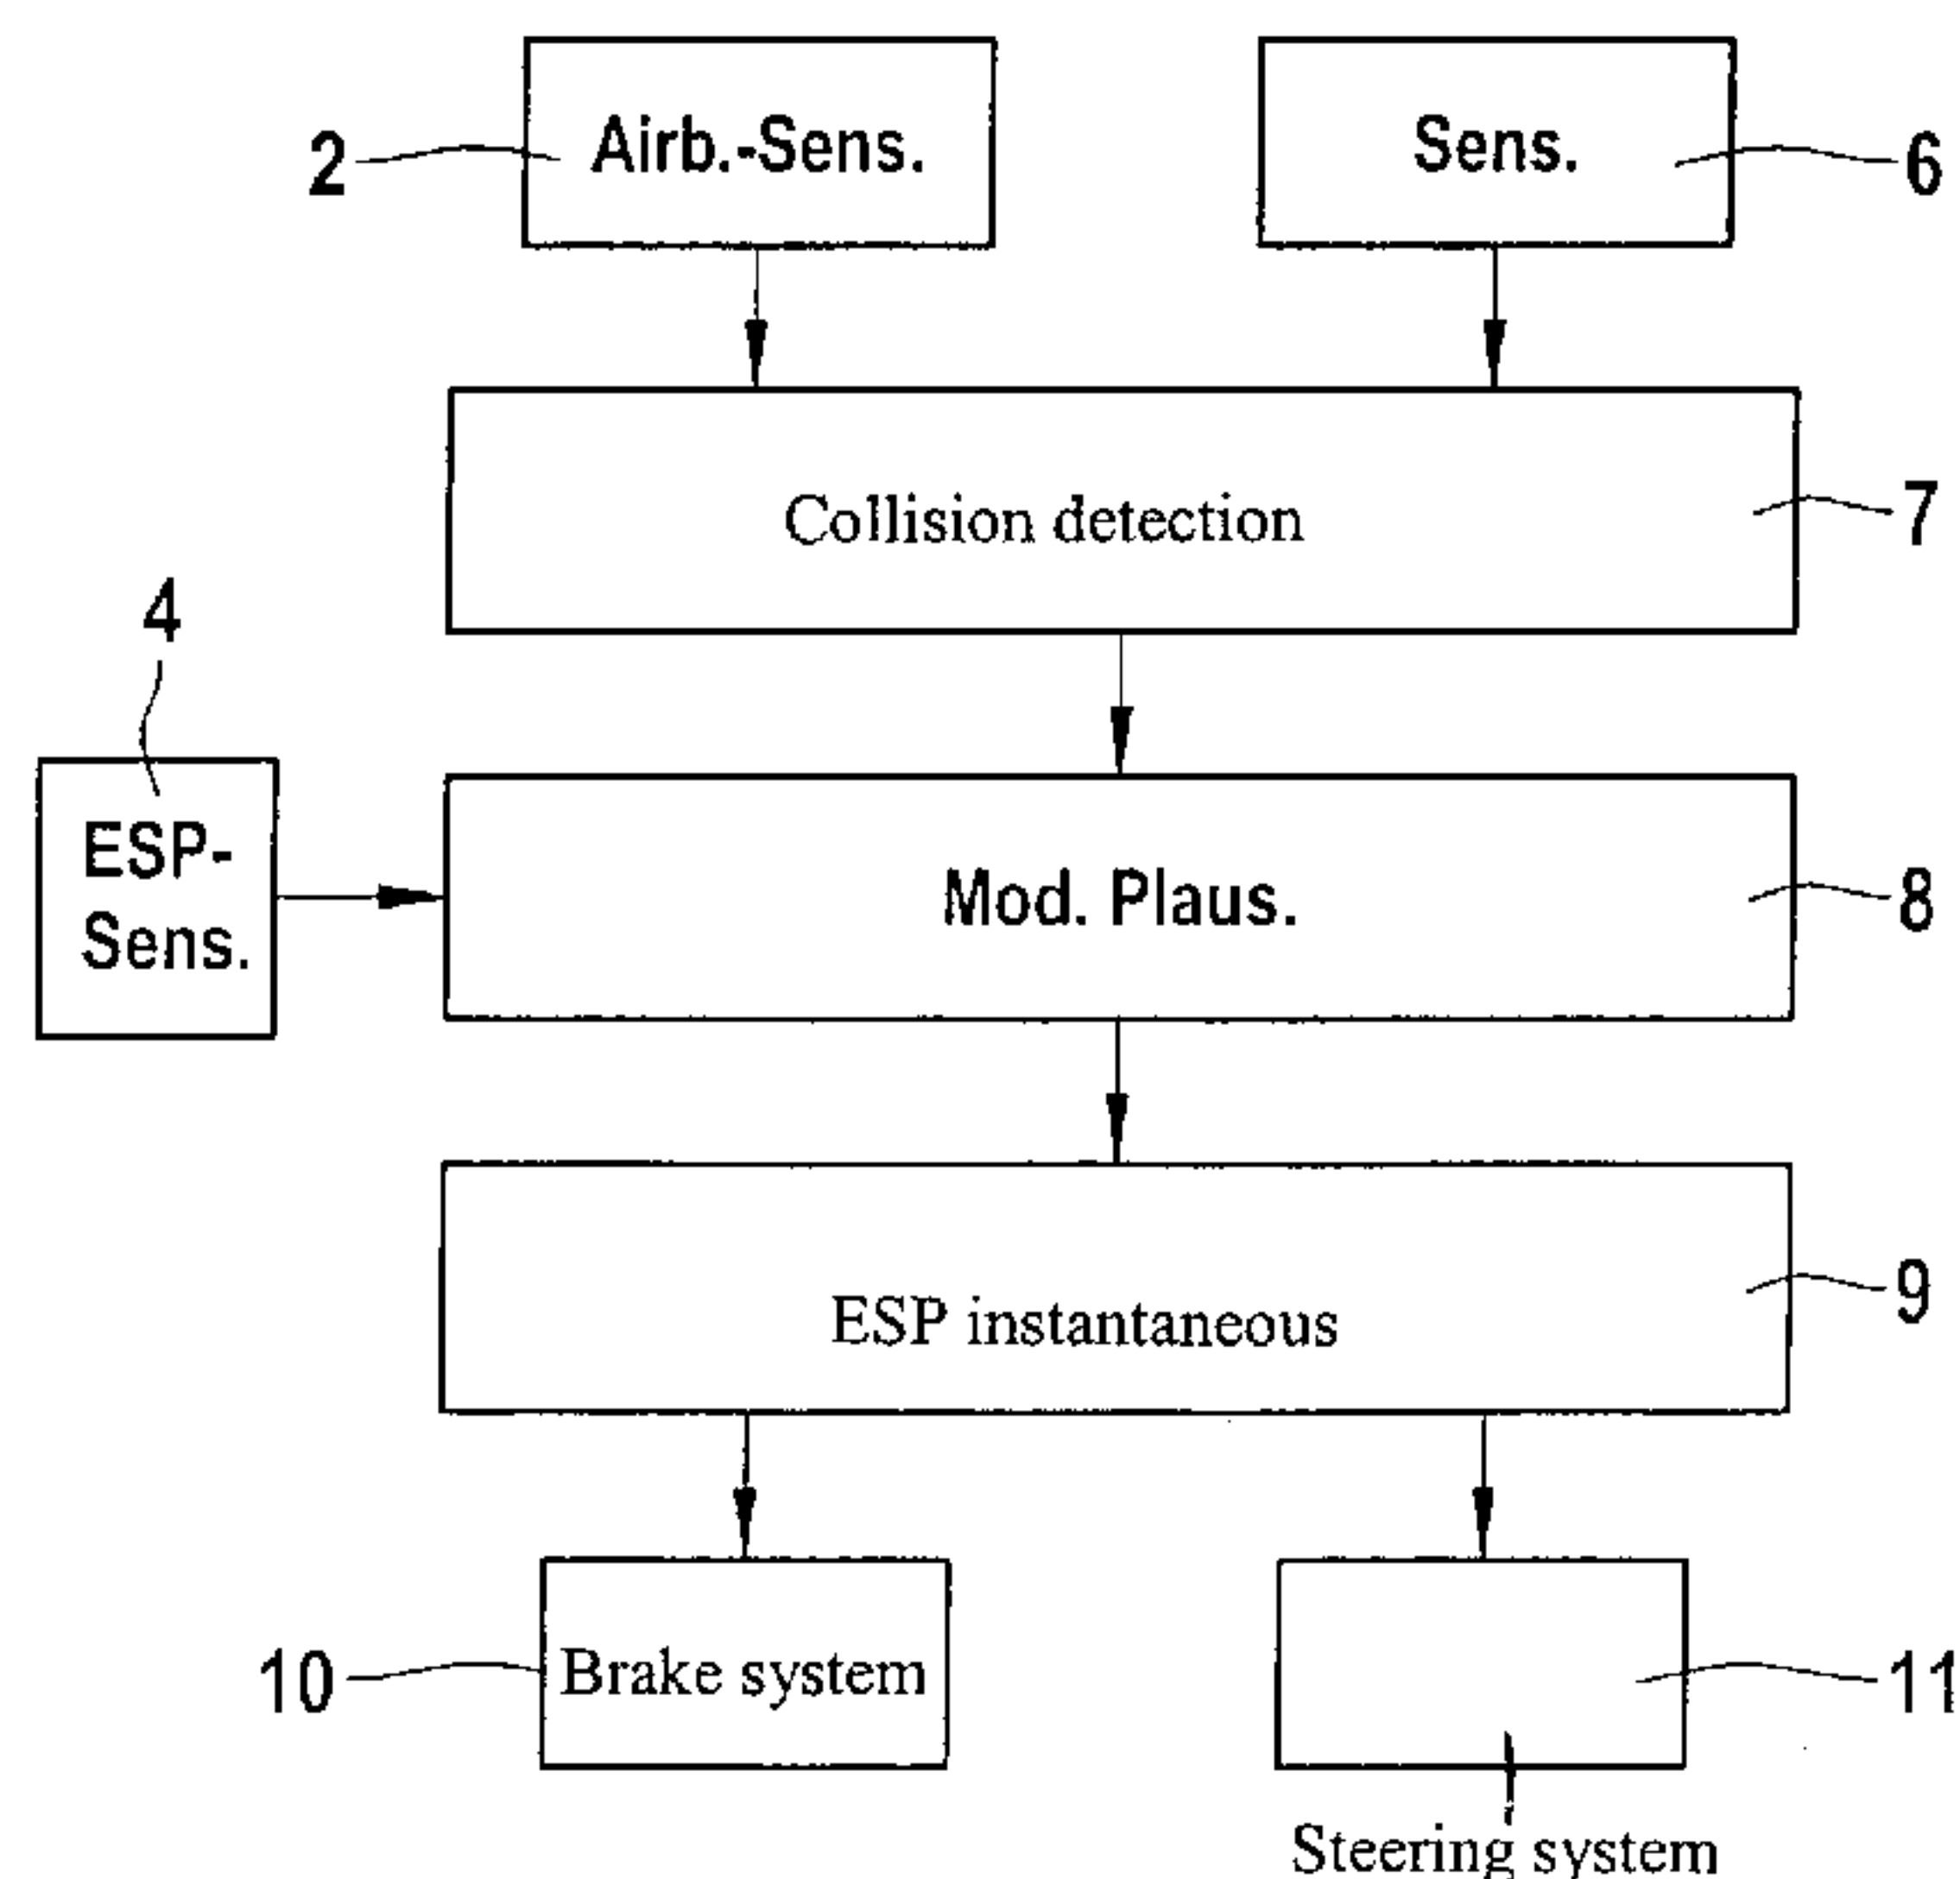 2
Airb.-Sens.
Sens.
6
Collision detection
7
4
ESP-
Sens.
Mod. Plaus.
8
ESP instantaneous
9
10
Brake system
11
Steering system